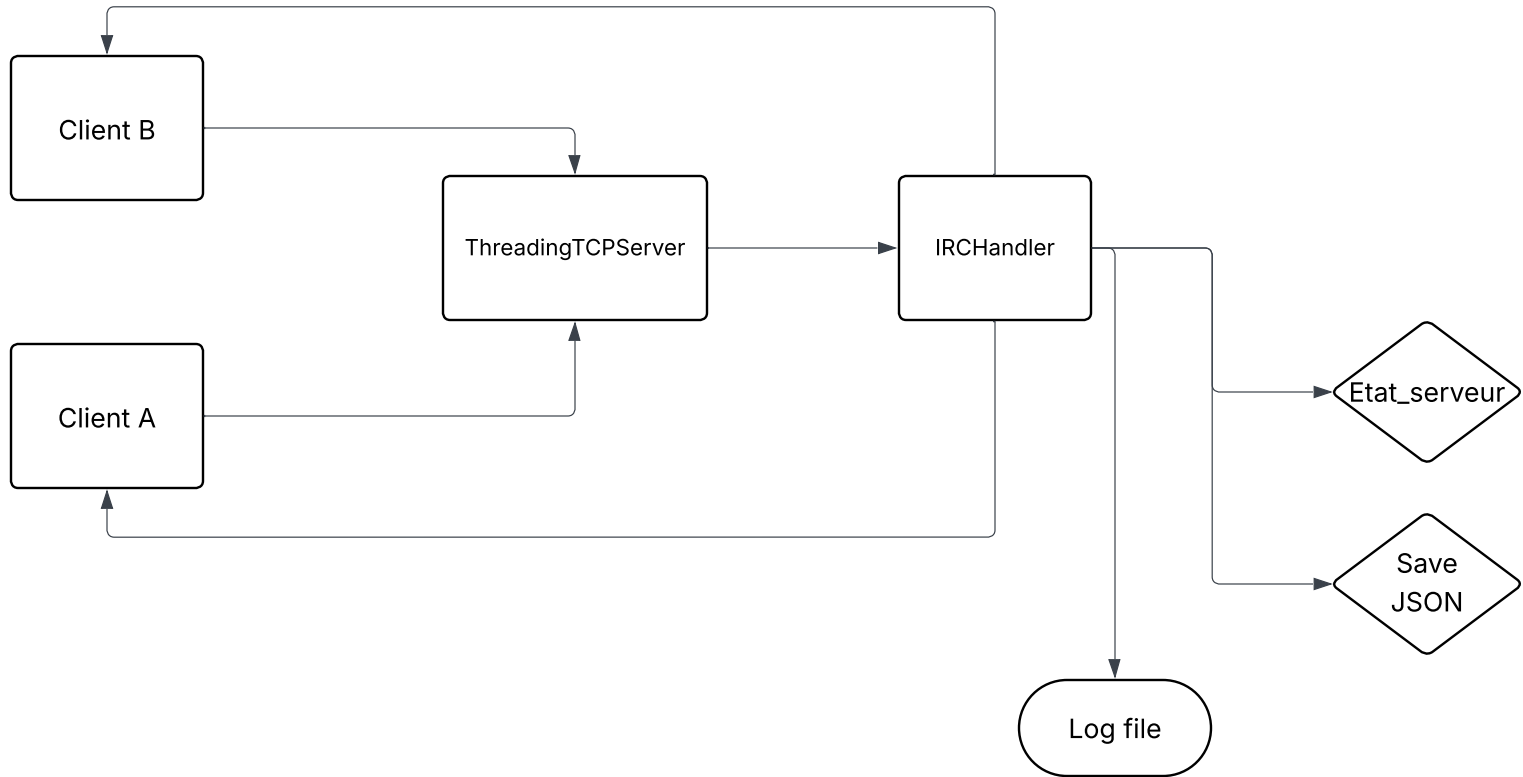 Client B
ThreadingTCPServer
IRCHandler
Client A
Etat_serveur
Save
JSON
Log file